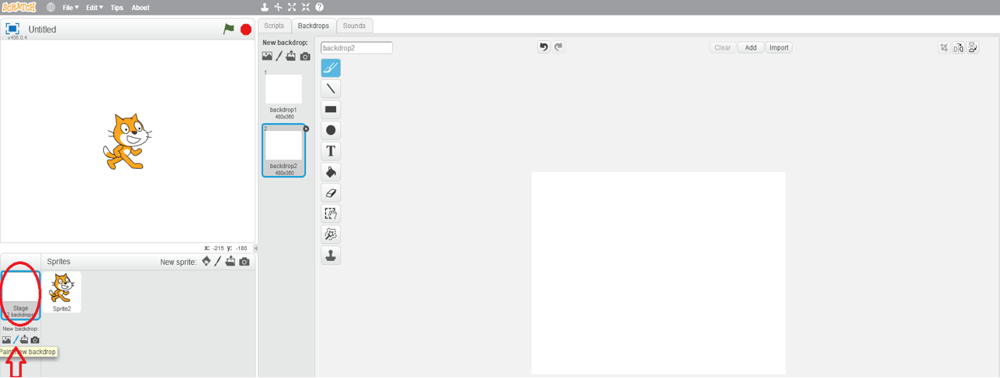 SCRATCH File Edit Tips About
Untitled
v456.0.4
Scripts Backdrops Sounds
New backdrop:
backdrop2
Clear Add Import
1
backdrop1
480x360
2
backdrop2
480x360
T
x: -215 y: -180
Sprites New sprite:
Stage
2 backdrops
Sprite2
New backdrop:
Paint new backdrop